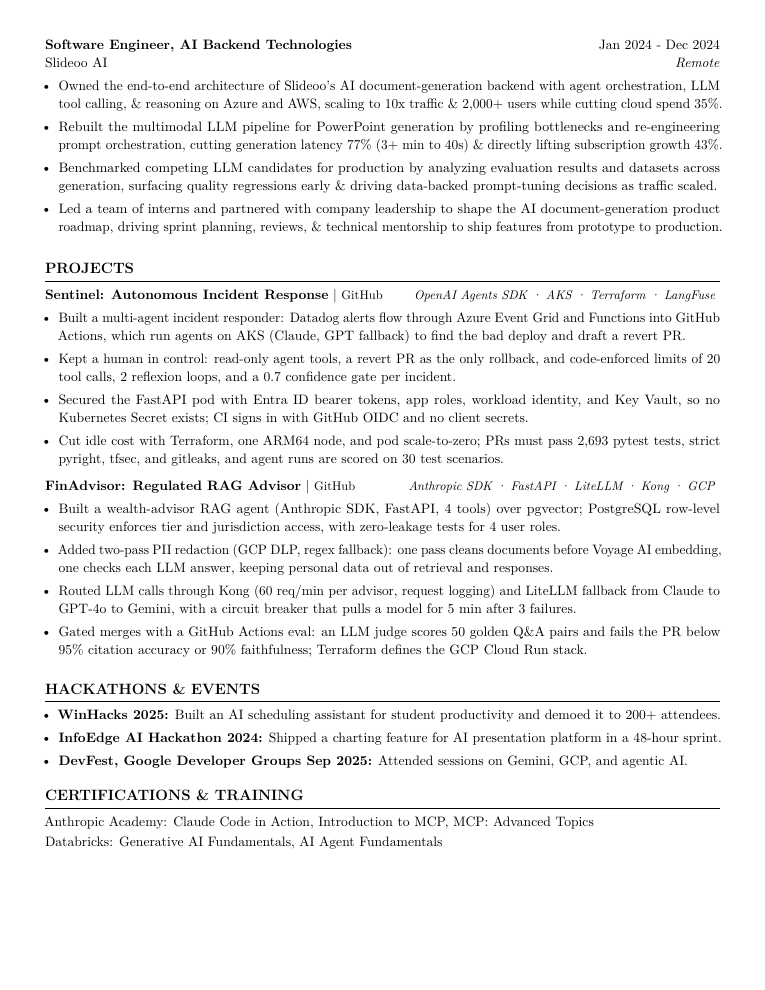 Software Engineer, AI Backend Technologies Jan 2024 - Dec 2024
Slideoo AI Remote
• Owned the end-to-end architecture of Slideoo's AI document-generation backend with agent orchestration, LLM
tool calling, & reasoning on Azure and AWS, scaling to 10x traffic & 2,000+ users while cutting cloud spend 35%.
• Rebuilt the multimodal LLM pipeline for PowerPoint generation by profiling bottlenecks and re-engineering
prompt orchestration, cutting generation latency 77% (3+ min to 40s) & directly lifting subscription growth 43%.
• Benchmarked competing LLM candidates for production by analyzing evaluation results and datasets across
generation, surfacing quality regressions early & driving data-backed prompt-tuning decisions as traffic scaled.
• Led a team of interns and partnered with company leadership to shape the AI document-generation product
roadmap, driving sprint planning, reviews, & technical mentorship to ship features from prototype to production.
PROJECTS
Sentinel: Autonomous Incident Response | GitHub OpenAI Agents SDK · AKS · Terraform · LangFuse
• Built a multi-agent incident responder: Datadog alerts flow through Azure Event Grid and Functions into GitHub
Actions, which run agents on AKS (Claude, GPT fallback) to find the bad deploy and draft a revert PR.
• Kept a human in control: read-only agent tools, a revert PR as the only rollback, and code-enforced limits of 20
tool calls, 2 reflexion loops, and a 0.7 confidence gate per incident.
• Secured the FastAPI pod with Entra ID bearer tokens, app roles, workload identity, and Key Vault, so no
Kubernetes Secret exists; CI signs in with GitHub OIDC and no client secrets.
• Cut idle cost with Terraform, one ARM64 node, and pod scale-to-zero; PRs must pass 2,693 pytest tests, strict
pyright, tfsec, and gitleaks, and agent runs are scored on 30 test scenarios.
FinAdvisor: Regulated RAG Advisor | GitHub Anthropic SDK · FastAPI · LiteLLM · Kong · GCP
• Built a wealth-advisor RAG agent (Anthropic SDK, FastAPI, 4 tools) over pgvector; PostgreSQL row-level
security enforces tier and jurisdiction access, with zero-leakage tests for 4 user roles.
• Added two-pass PII redaction (GCP DLP, regex fallback): one pass cleans documents before Voyage AI embedding,
one checks each LLM answer, keeping personal data out of retrieval and responses.
• Routed LLM calls through Kong (60 req/min per advisor, request logging) and LiteLLM fallback from Claude to
GPT-4o to Gemini, with a circuit breaker that pulls a model for 5 min after 3 failures.
• Gated merges with a GitHub Actions eval: an LLM judge scores 50 golden Q&A pairs and fails the PR below
95% citation accuracy or 90% faithfulness; Terraform defines the GCP Cloud Run stack.
HACKATHONS & EVENTS
• WinHacks 2025: Built an AI scheduling assistant for student productivity and demoed it to 200+ attendees.
• InfoEdge AI Hackathon 2024: Shipped a charting feature for AI presentation platform in a 48-hour sprint.
• DevFest, Google Developer Groups Sep 2025: Attended sessions on Gemini, GCP, and agentic AI.
CERTIFICATIONS & TRAINING
Anthropic Academy: Claude Code in Action, Introduction to MCP, MCP: Advanced Topics
Databricks: Generative AI Fundamentals, AI Agent Fundamentals